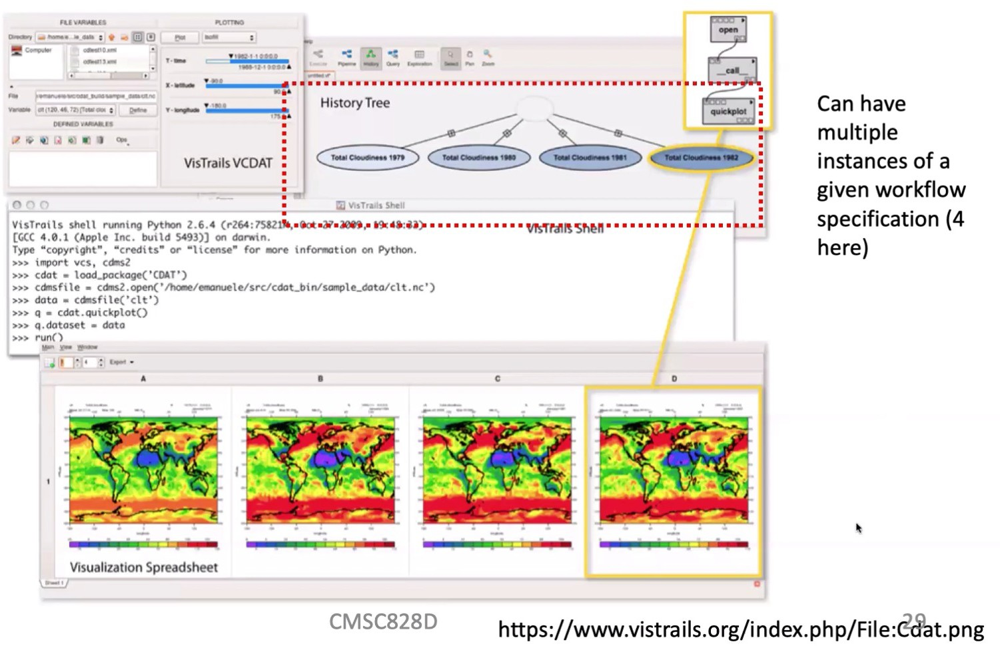 FILE VARIABLES
PLOTTING
Directory
/home/e...le_data
Computer
cdtest10.xml
cdtest13.xml
File
/emanuele/src/cdat_build/sample_data/clt.nc
Variable
clt (120, 46, 72) [Total clou
Define
DEFINED VARIABLES
Ops
Plot
Isofill
T - time
1982-1-1 0:0:0.0
1988-12-1 0:0:0.0
X - latitude
-90.0
90.0
Y - longitude
-180.0
175.0
VisTrails VCDAT
Execute
Pipeline
History
Query
Exploration
Select
Pan
Zoom
untitled.vt*
History Tree
Total Cloudiness 1979
Total Cloudiness 1980
Total Cloudiness 1981
Total Cloudiness 1982
open
__call__
quickplot
Can have
multiple
instances of a
given workflow
specification (4
here)
VisTrails Shell
VisTrails Shell
VisTrails shell running Python 2.6.4 (r264:75821M, Oct 27 2009, 19:48:32)
[GCC 4.0.1 (Apple Inc. build 5493)] on darwin.
Type “copyright”, “credits” or “license” for more information on Python.
>>> import vcs, cdms2
>>> cdat = load_package('CDAT')
>>> cdmsfile = cdms2.open('/home/emanuele/src/cdat_bin/sample_data/clt.nc')
>>> data = cdmsfile('clt')
>>> q = cdat.quickplot()
>>> q.dataset = data
>>> run()
Main View Window
4
Export
A B C D
1
Visualization Spreadsheet
Sheet 1
CMSC828D
29
https://www.vistrails.org/index.php/File:Cdat.png